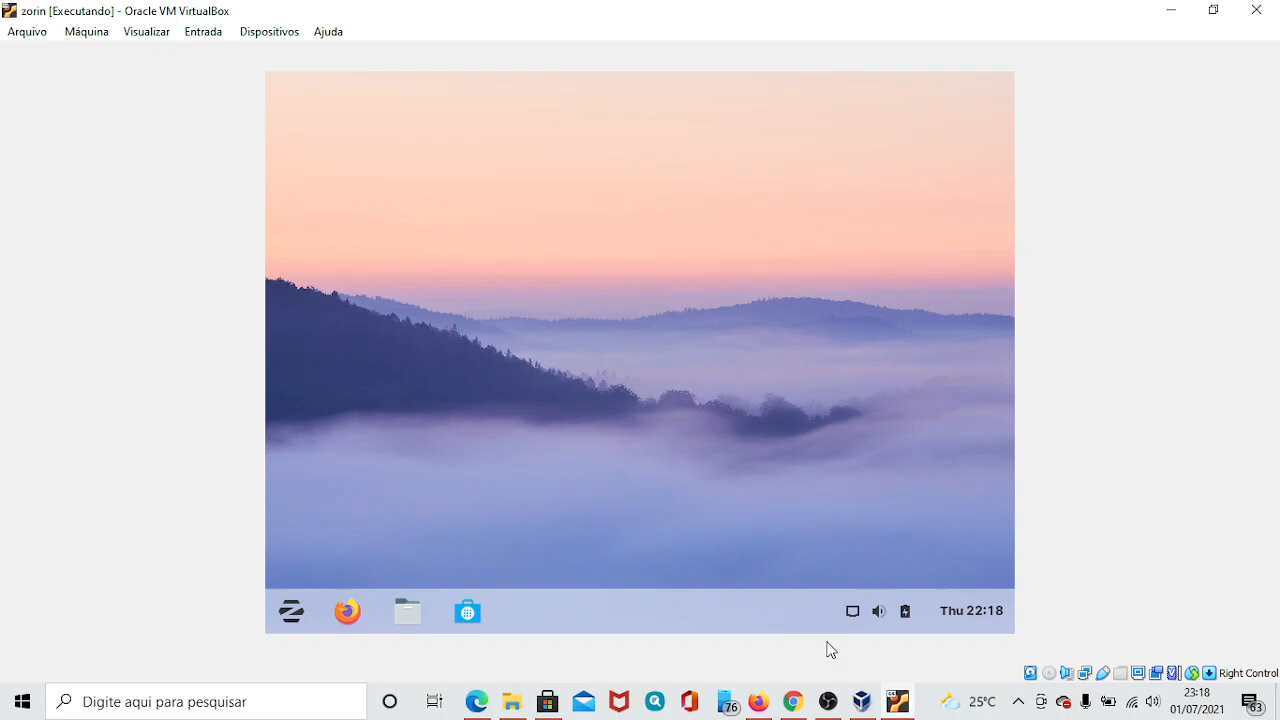 zorin [Executando] - Oracle VM VirtualBox
Arquivo Máquina Visualizar Entrada Dispositivos Ajuda
Thu 22:18
Right Control
Digite aqui para pesquisar
76
25°C
23:18
01/07/2021
63